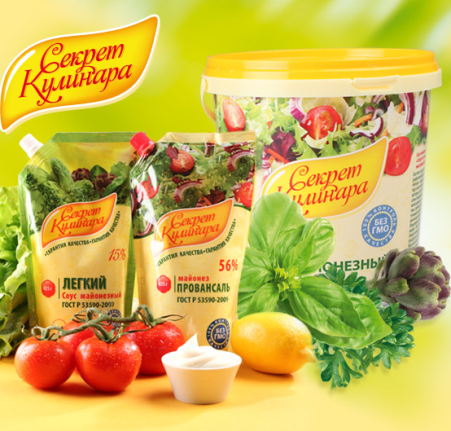 Секрет
Кулинара
Секрет
Кулинара
ГАРАНТИЯ КАЧЕСТВА
15%
ЛЕГКИЙ
Соус майонезный
ГОСТ Р 53590-2009
Секрет
Кулинара
ГАРАНТИЯ КАЧЕСТВА
56%
майонез
ПРОВАНСАЛЬ
ГОСТ Р 53590-2009
БЕЗ
ГМО
Секрет
Кулинара
БЕЗ
ГМО
КАЧЕСТВА